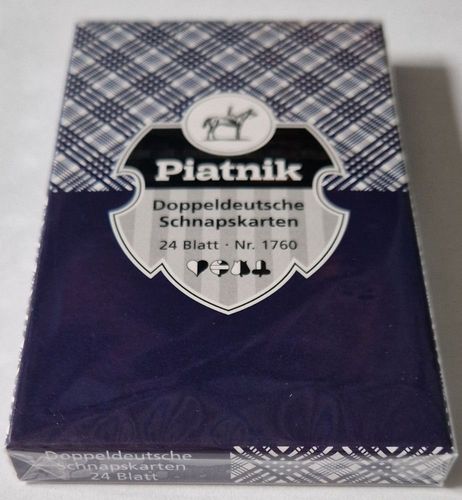 Piatnik
Doppeldeutsche
Schnapskarten
24 Blatt · Nr. 1760
Doppeldeutsche
Schnapskarten
24 Blatt